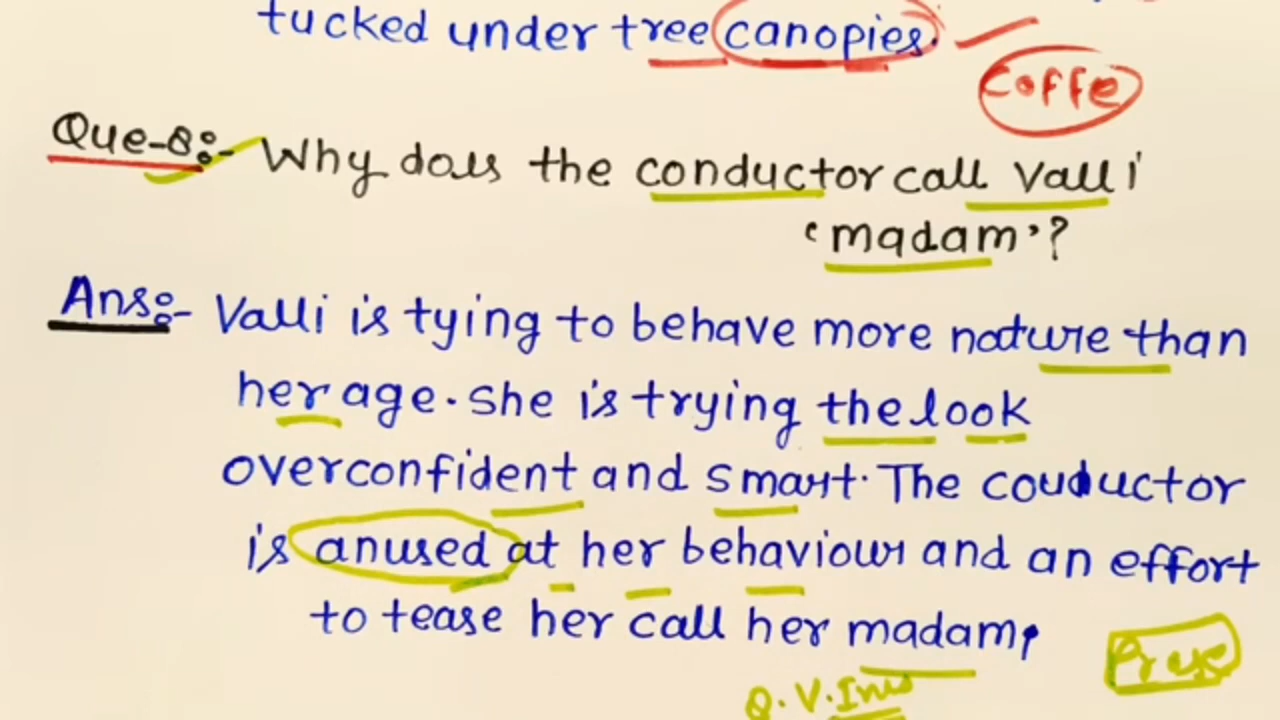 tucked under tree canopies.
coffe
Que-8:- Why does the conductor call Valli
'madam'?
Ans:- Valli is tying to behave more nature than
her age. She is trying the look
overconfident and smart. The couductor
is anused at her behaviour and an effort
to tease her call her madam,
Q.V.